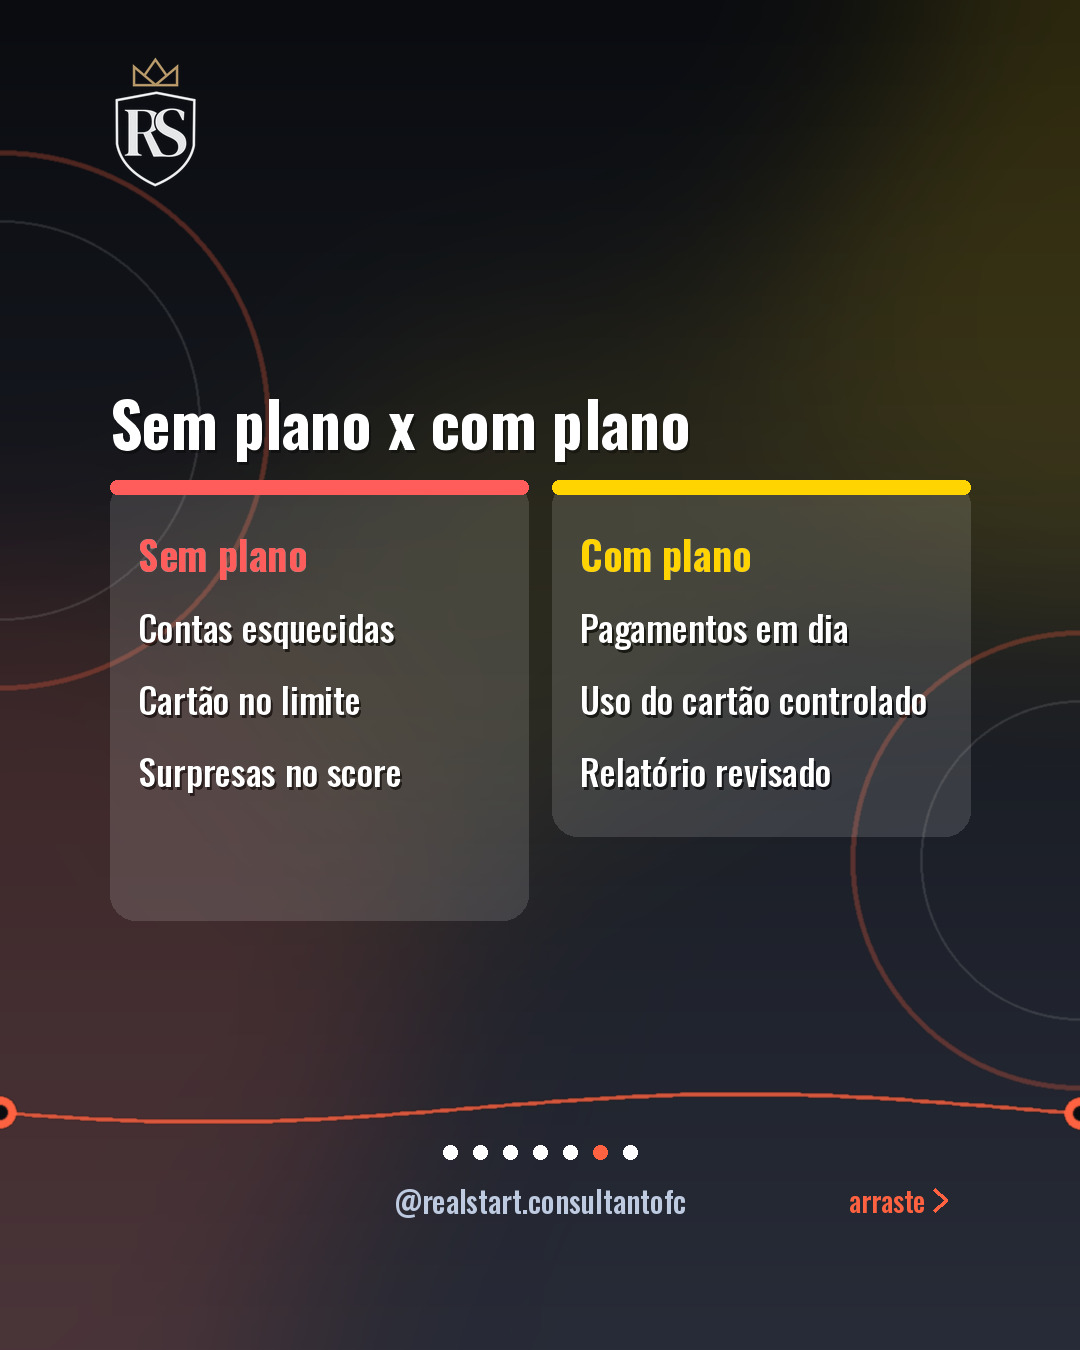 RS
Sem plano x com plano
Sem plano
Contas esquecidas
Cartão no limite
Surpresas no score
Com plano
Pagamentos em dia
Uso do cartão controlado
Relatório revisado
@realstart.consultantofc
arraste